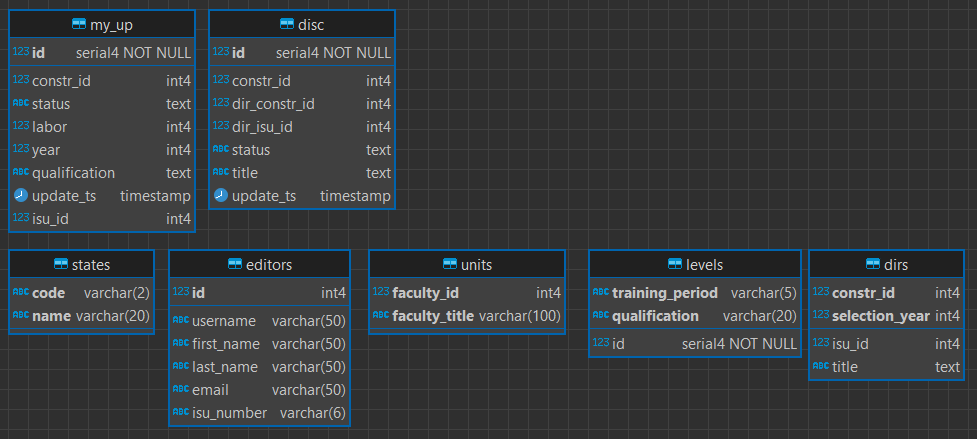 my_up
123 id serial4 NOT NULL
123 constr_id int4
ABC status text
123 labor int4
123 year int4
ABC qualification text
update_ts timestamp
123 isu_id int4
disc
123 id serial4 NOT NULL
123 constr_id int4
123 dir_constr_id int4
123 dir_isu_id int4
ABC status text
ABC title text
update_ts timestamp
states
ABC code varchar(2)
ABC name varchar(20)
editors
123 id int4
ABC username varchar(50)
ABC first_name varchar(50)
ABC last_name varchar(50)
ABC email varchar(50)
ABC isu_number varchar(6)
units
123 faculty_id int4
ABC faculty_title varchar(100)
levels
ABC training_period varchar(5)
ABC qualification varchar(20)
123 id serial4 NOT NULL
dirs
123 constr_id int4
123 selection_year int4
123 isu_id int4
ABC title text